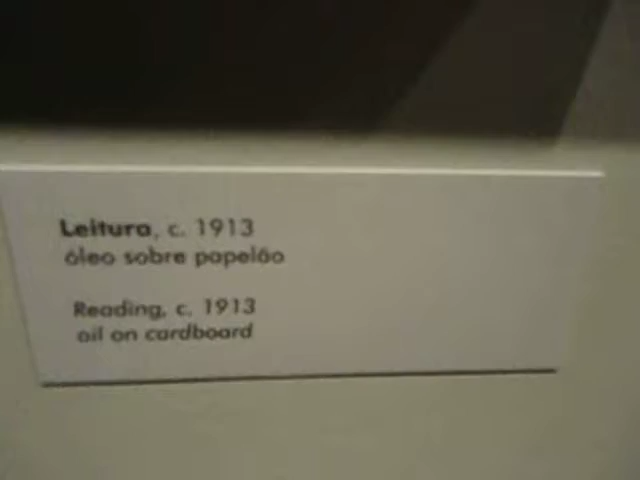 Leitura, c. 1913
óleo sobre papelão
Reading, c. 1913
oil on cardboard